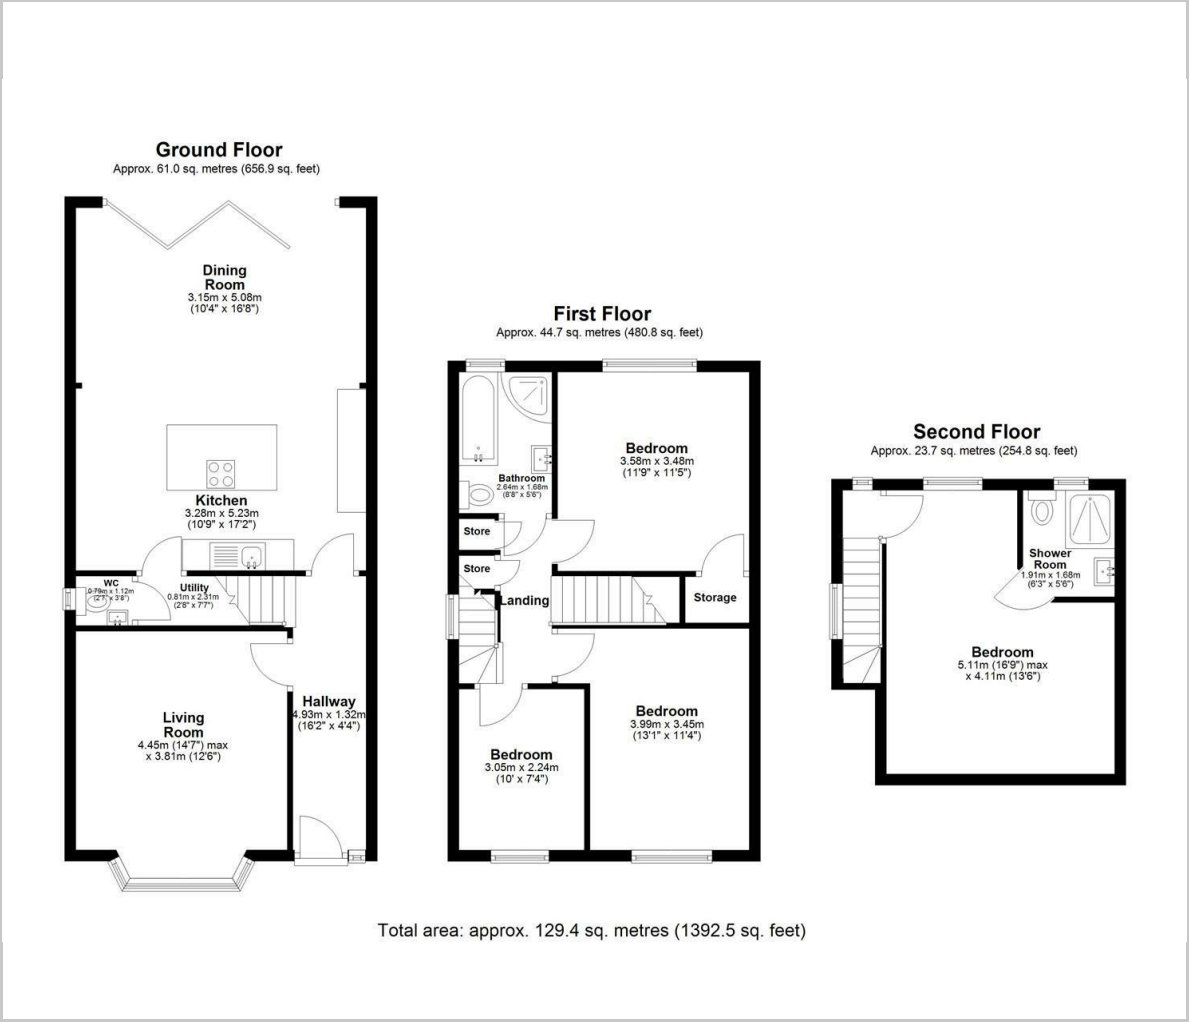 Ground Floor
Approx. 61.0 sq. metres (656.9 sq. feet)
Dining
Room
3.15m x 5.08m
(10'4" x 16'8")
Kitchen
3.28m x 5.23m
(10'9" x 17'2")
WC
0.79m x 1.12m
(2'7" x 3'8")
Utility
0.81m x 2.31m
(2'8" x 7'7")
Living
Room
4.45m (14'7") max
x 3.81m (12'6")
Hallway
4.93m x 1.32m
(16'2" x 4'4")
First Floor
Approx. 44.7 sq. metres (480.8 sq. feet)
Bedroom
3.58m x 3.48m
(11'9" x 11'5")
Bathroom
2.64m x 1.68m
(8'8" x 5'6")
Store
Store
Landing
Storage
Bedroom
3.99m x 3.45m
(13'1" x 11'4")
Bedroom
3.05m x 2.24m
(10' x 7'4")
Second Floor
Approx. 23.7 sq. metres (254.8 sq. feet)
Shower
Room
1.91m x 1.68m
(6'3" x 5'6")
Bedroom
5.11m (16'9") max
x 4.11m (13'6")
Total area: approx. 129.4 sq. metres (1392.5 sq. feet)